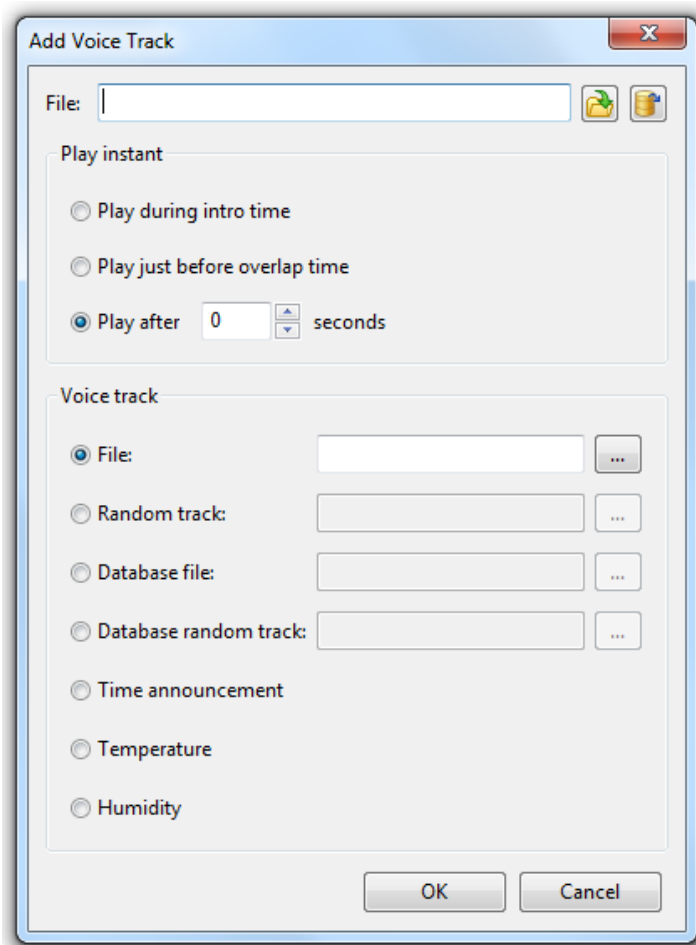 Add Voice Track
File:
Play instant
Play during intro time
Play just before overlap time
Play after 0 seconds
Voice track
File: ...
Random track: ...
Database file: ...
Database random track: ...
Time announcement
Temperature
Humidity
OK Cancel